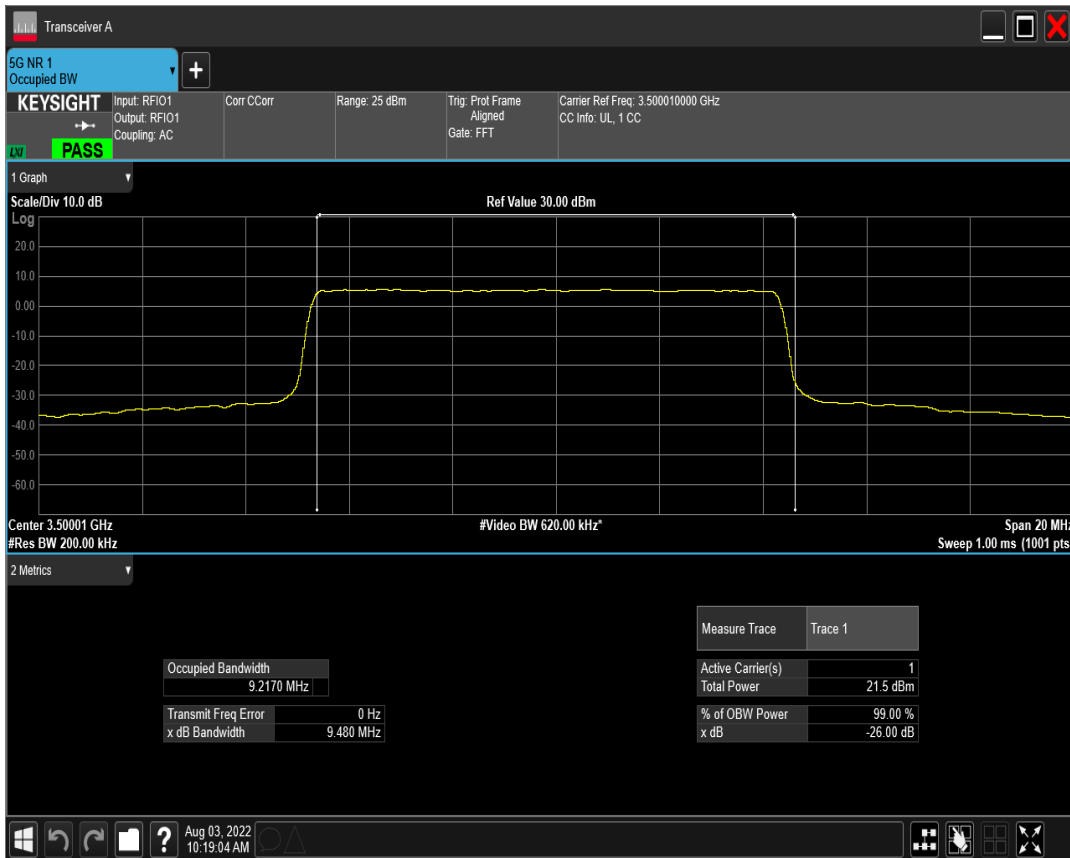 Transceiver A
5G NR 1
Occupied BW
+
KEYSIGHT
LXI
PASS
Input: RFIO1
Output: RFIO1
Coupling: AC
Corr CCorr
Range: 25 dBm
Trig: Prot Frame
Aligned
Gate: FFT
Carrier Ref Freq: 3.500010000 GHz
CC Info: UL, 1 CC
1 Graph
Scale/Div 10.0 dB
Ref Value 30.00 dBm
Log
20.0
10.0
0.00
-10.0
-20.0
-30.0
-40.0
-50.0
-60.0
Center 3.50001 GHz
#Video BW 620.00 kHz*
Span 20 MHz
#Res BW 200.00 kHz
Sweep 1.00 ms (1001 pts
2 Metrics
Measure Trace Trace 1
Occupied Bandwidth
9.2170 MHz
Active Carrier(s) 1
Total Power 21.5 dBm
Transmit Freq Error 0 Hz
x dB Bandwidth 9.480 MHz
% of OBW Power 99.00 %
x dB -26.00 dB
?
Aug 03, 2022
10:19:04 AM